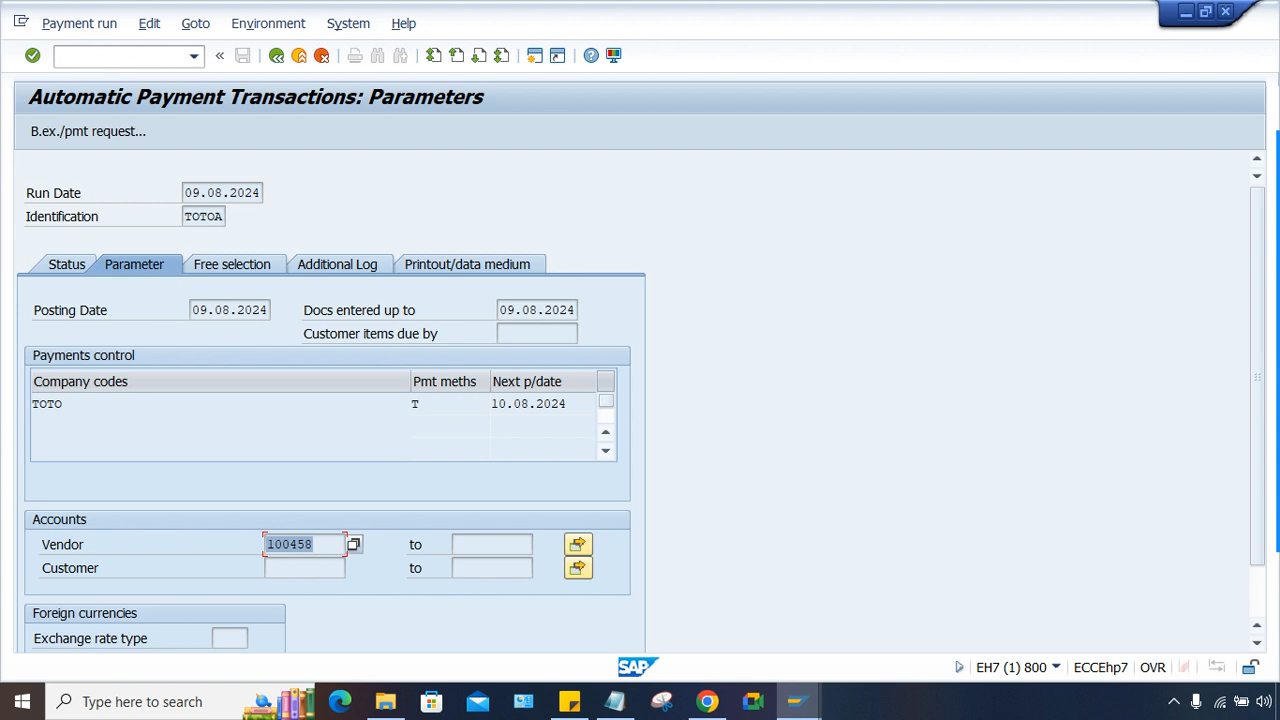 Payment run Edit Goto Environment System Help
«
Automatic Payment Transactions: Parameters
B.ex./pmt request...
Run Date 09.08.2024
Identification TOTOA
Status Parameter Free selection Additional Log Printout/data medium
Posting Date 09.08.2024 Docs entered up to 09.08.2024
Customer items due by
Payments control
Company codes Pmt meths Next p/date
TOTO T 10.08.2024
Accounts
Vendor 100458 to
Customer to
Foreign currencies
Exchange rate type
SAP EH7 (1) 800 ECCEhp7 OVR
Type here to search